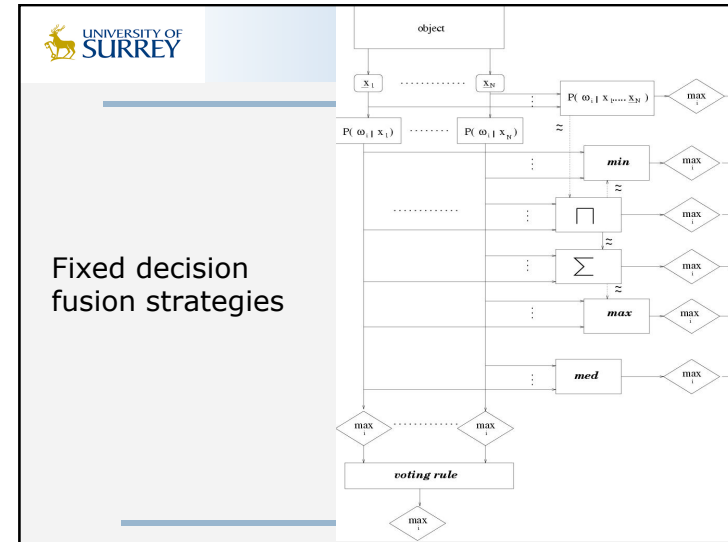 UNIVERSITY OF
SURREY
Fixed decision
fusion strategies
object
x1 ............ xN
P( ωi | x1,... xN ) max i
P( ωi | x1 ) ........ P( ωi | xN )
≈
min max i
≈
............. ∏ max i
≈
∑ max i
≈
max max i
med max i
max i ............ max i
voting rule
max i